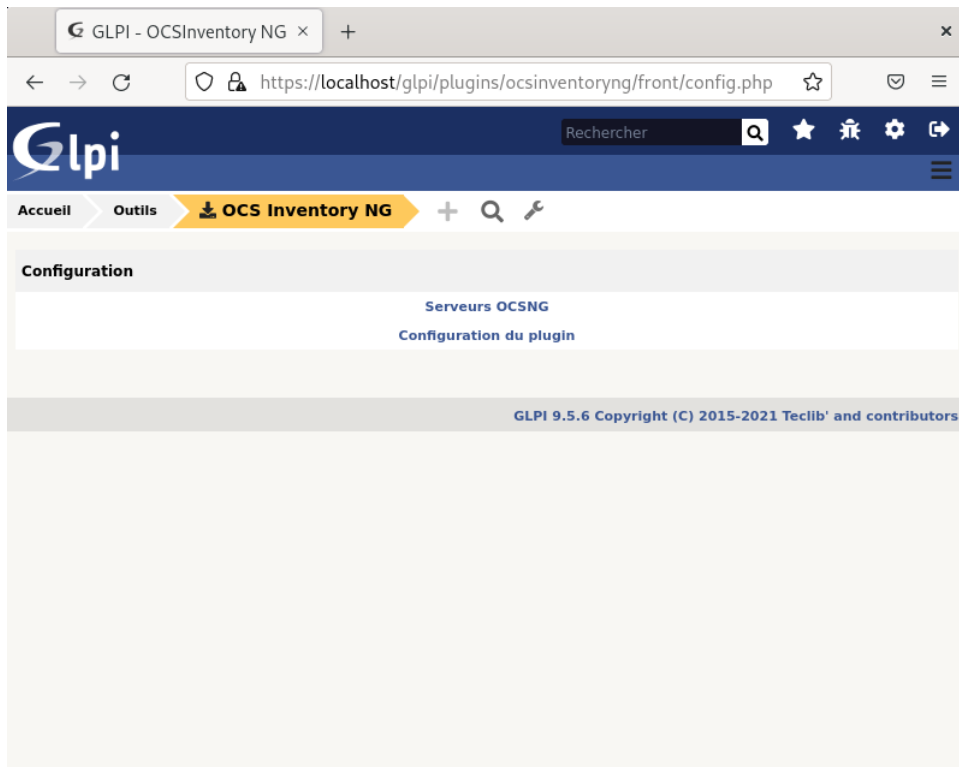 GLPI - OCSInventory NG
https://localhost/glpi/plugins/ocsinventoryng/front/config.php
Glpi
Rechercher
Accueil Outils OCS Inventory NG
Configuration
Serveurs OCSNG
Configuration du plugin
GLPI 9.5.6 Copyright (C) 2015-2021 Teclib' and contributors